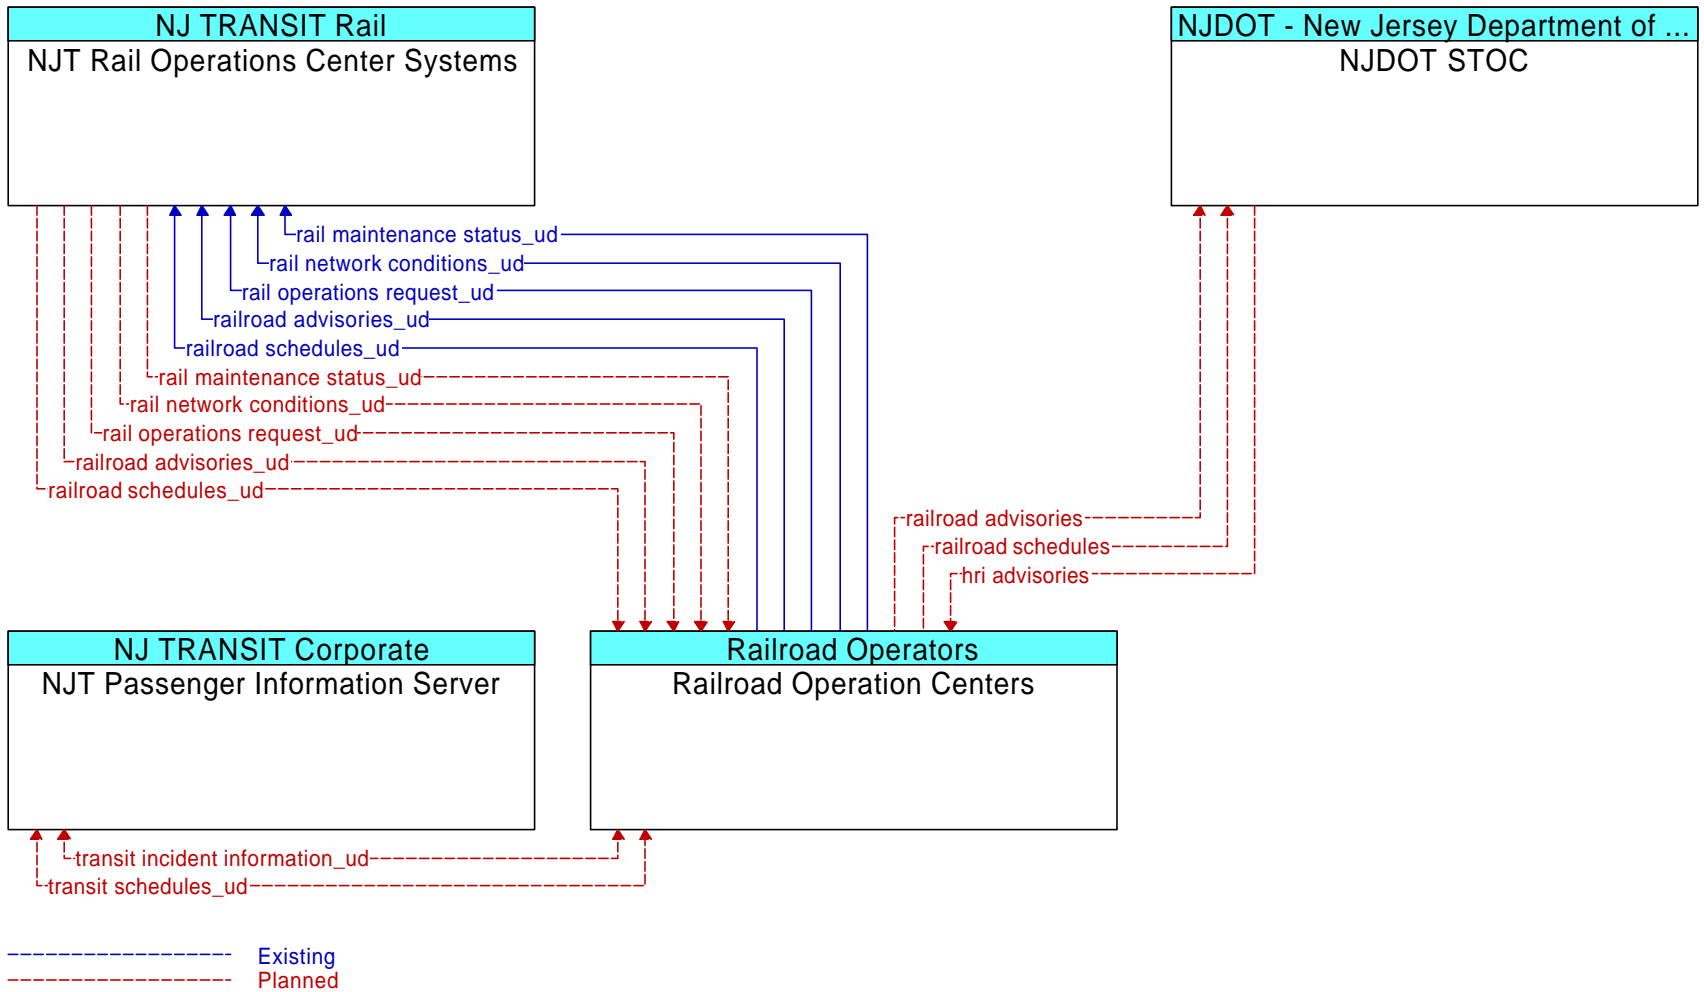 NJ TRANSIT Rail
NJT Rail Operations Center Systems
NJDOT - New Jersey Department of ...
NJDOT STOC
rail maintenance status_ud
rail network conditions_ud
rail operations request_ud
railroad advisories_ud
railroad schedules_ud
rail maintenance status_ud
rail network conditions_ud
rail operations request_ud
railroad advisories_ud
railroad schedules_ud
railroad advisories
railroad schedules
hri advisories
NJ TRANSIT Corporate
NJT Passenger Information Server
Railroad Operators
Railroad Operation Centers
transit incident information_ud
transit schedules_ud
Existing
Planned